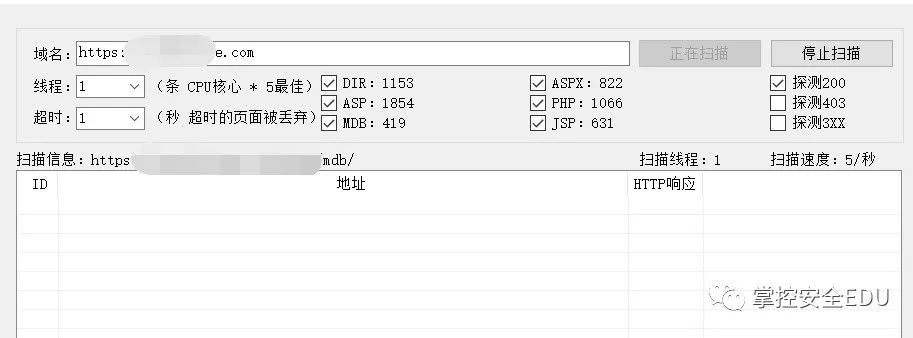 域名：https: e.com 正在扫描 停止扫描
线程：1 （条 CPU核心 * 5最佳） DIR：1153 ASPX：822 探测200
ASP：1854 PHP：1066 探测403
超时：1 （秒 超时的页面被丢弃） MDB：419 JSP：631 探测3XX
扫描信息：https /mdb/ 扫描线程：1 扫描速度：5/秒
ID 地址 HTTP响应
掌控安全EDU